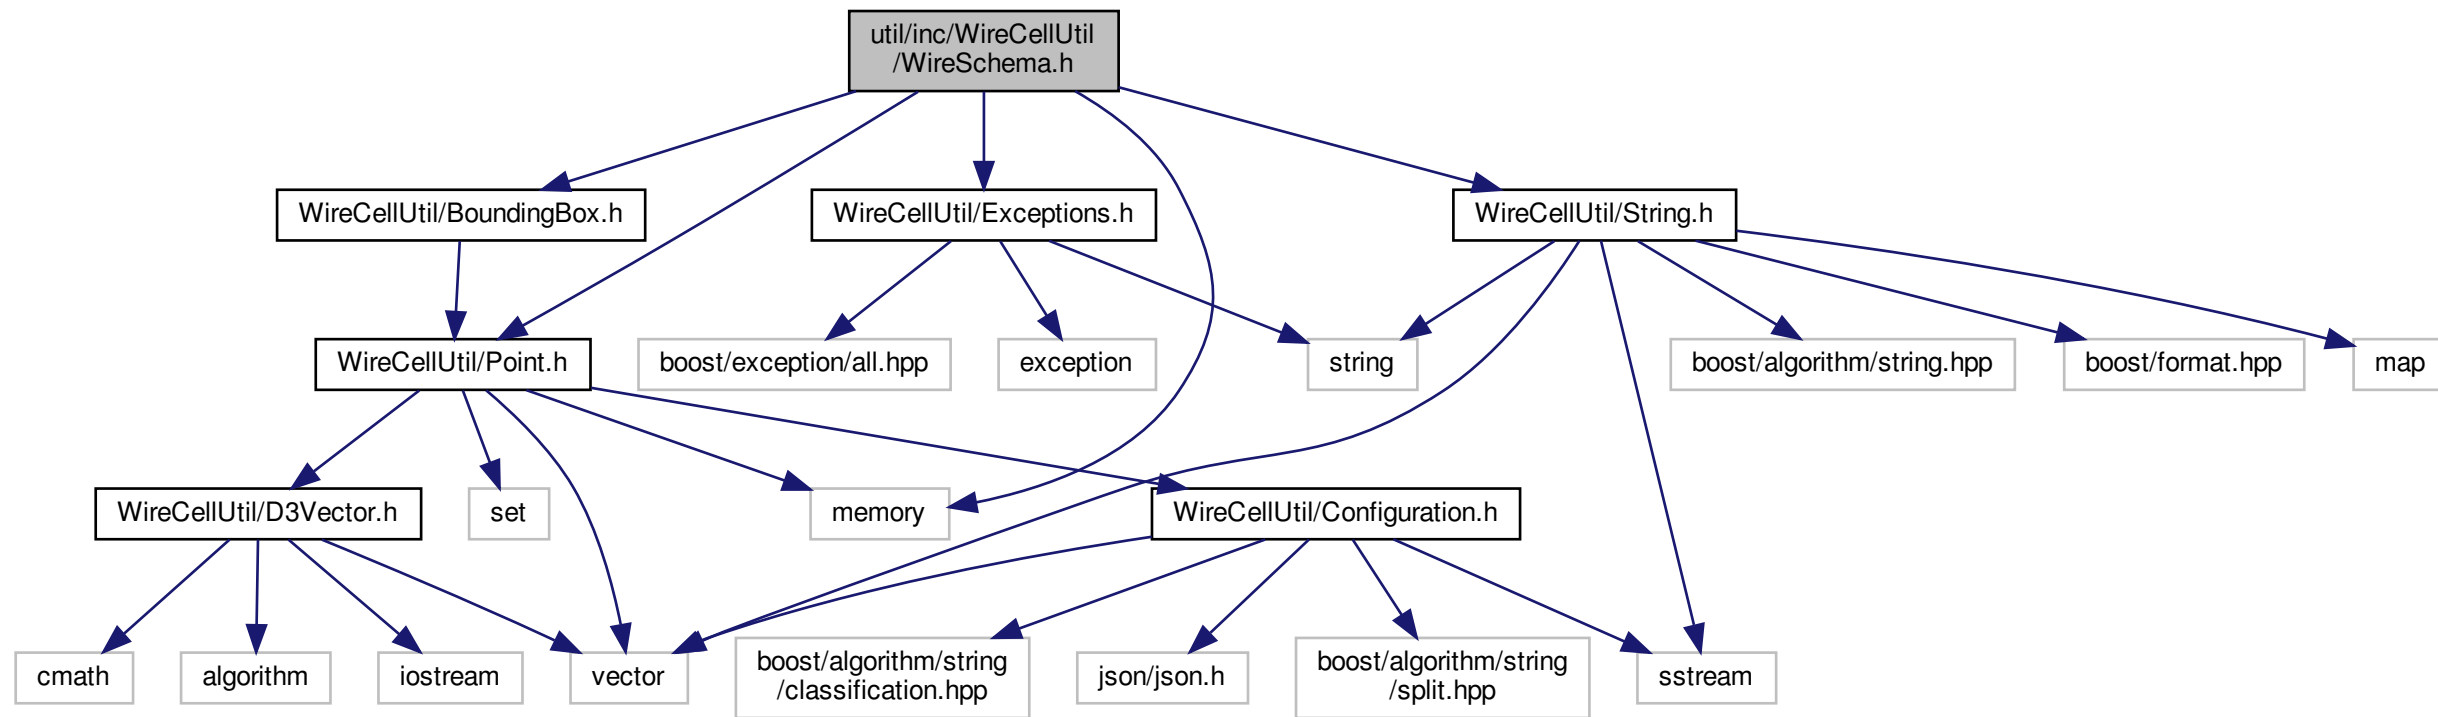 util/inc/WireCellUtil
/WireSchema.h
WireCellUtil/BoundingBox.h
WireCellUtil/Exceptions.h
WireCellUtil/String.h
WireCellUtil/Point.h
boost/exception/all.hpp
exception
string
boost/algorithm/string.hpp
boost/format.hpp
map
WireCellUtil/D3Vector.h
set
memory
WireCellUtil/Configuration.h
cmath
algorithm
iostream
vector
boost/algorithm/string
/classification.hpp
json/json.h
boost/algorithm/string
/split.hpp
sstream